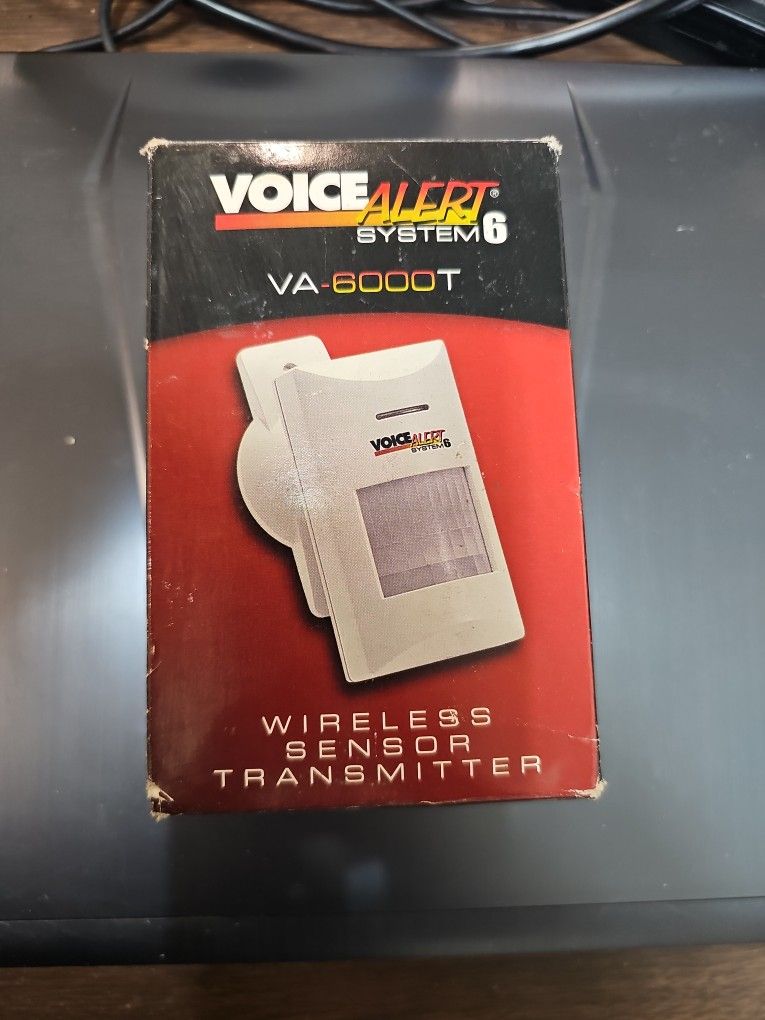 VOICE ALERT®
SYSTEM 6
VA-6000T
VOICE ALERT
SYSTEM 6
WIRELESS
SENSOR
TRANSMITTER